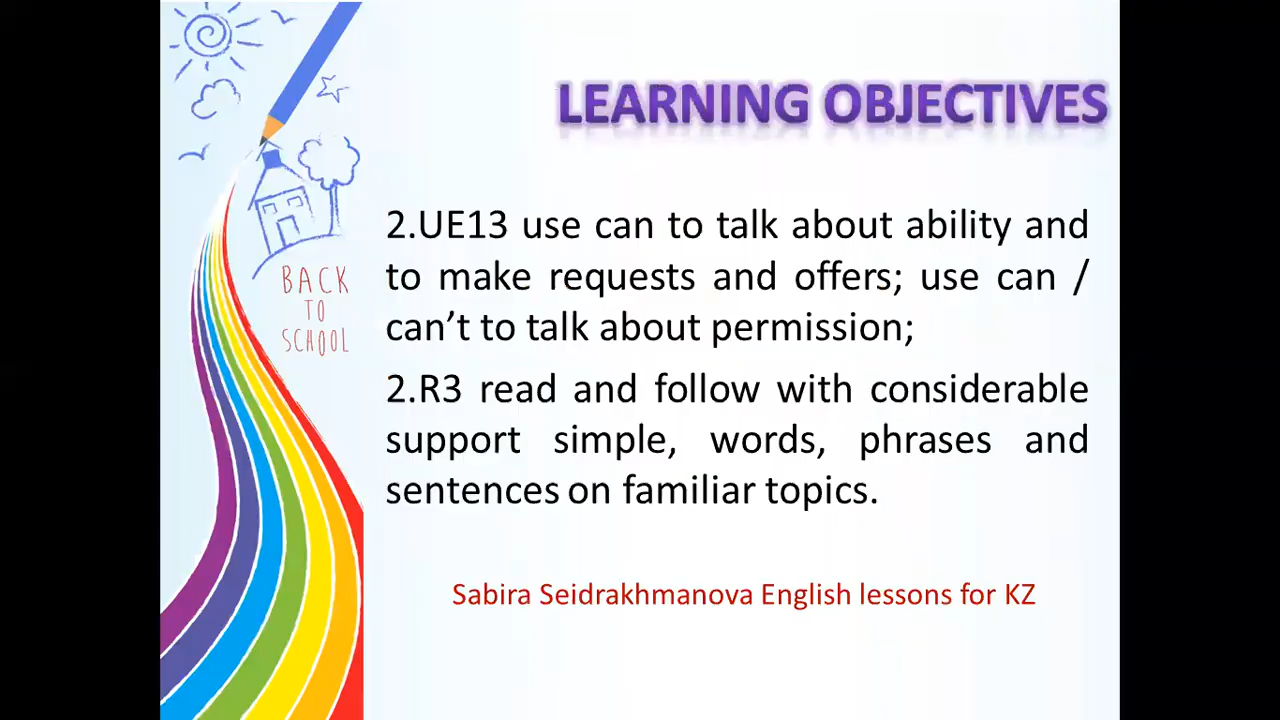 LEARNING OBJECTIVES
2.UE13 use can to talk about ability and
to make requests and offers; use can /
can’t to talk about permission;
2.R3 read and follow with considerable
support simple, words, phrases and
sentences on familiar topics.
BACK
TO
SCHOOL
Sabira Seidrakhmanova English lessons for KZ